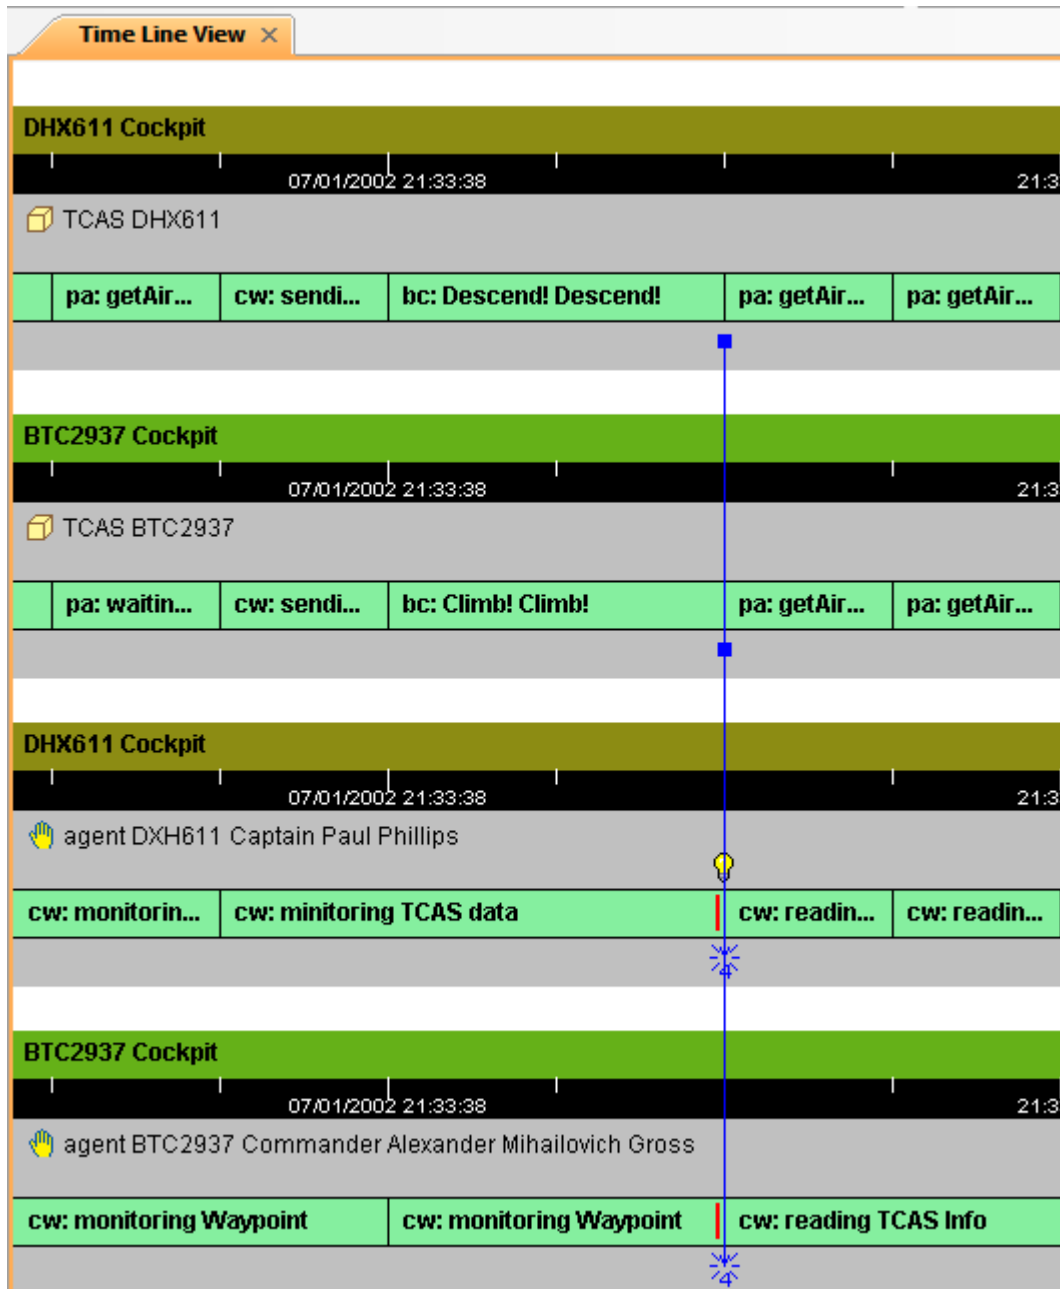 Time Line View ×
DHX611 Cockpit
07/01/2002 21:33:38 21:3
TCAS DHX611
pa: getAir... cw: sendi... bc: Descend! Descend! pa: getAir... pa: getAir...
BTC2937 Cockpit
07/01/2002 21:33:38 21:3
TCAS BTC2937
pa: waitin... cw: sendi... bc: Climb! Climb! pa: getAir... pa: getAir...
DHX611 Cockpit
07/01/2002 21:33:38 21:3
agent DXH611 Captain Paul Phillips
cw: monitorin... cw: minitoring TCAS data cw: readin... cw: readin...
4
BTC2937 Cockpit
07/01/2002 21:33:38 21:3
agent BTC2937 Commander Alexander Mihailovich Gross
cw: monitoring Waypoint cw: monitoring Waypoint cw: reading TCAS Info
4